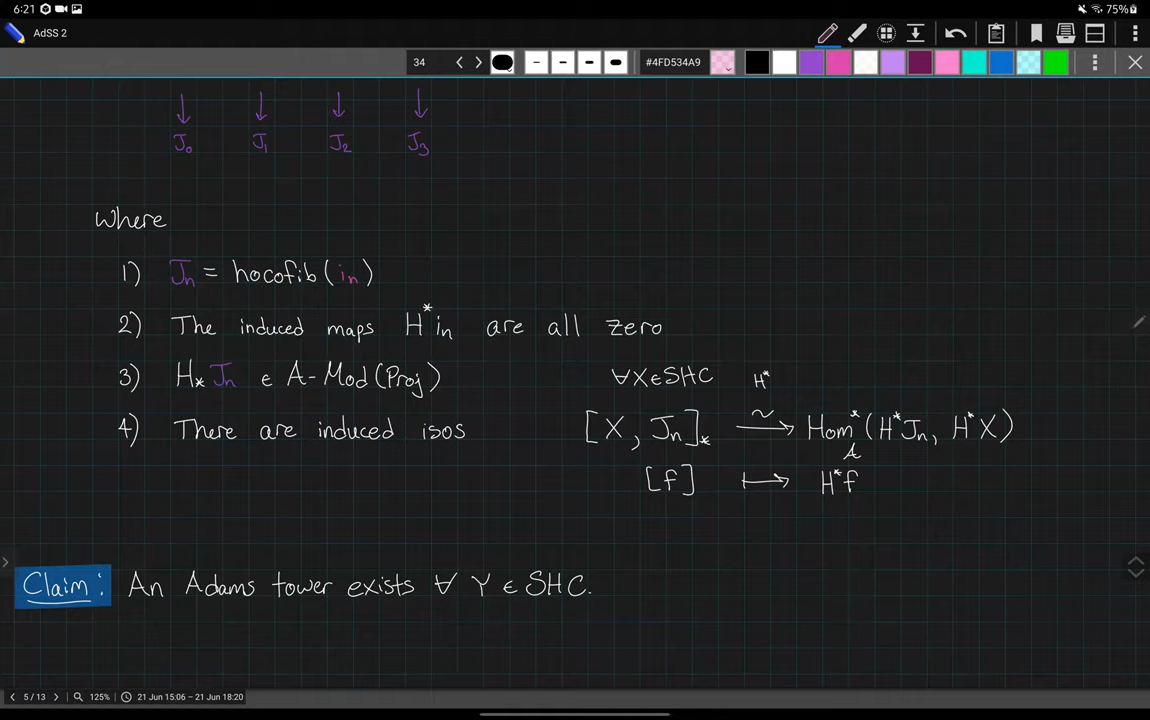 6:21 75%
AdSS 2
34 #4FD534A9
J₀ J₁ J₂ J₃
Where
1) Jₙ = hocofib(iₙ)
2) The induced maps H*iₙ are all zero
3) H⁎Jₙ ∈ A-Mod(Proj) ∀X∈SHC H*
4) There are induced isos [X, Jₙ]⁎ ⥲ Hom*_A(H*Jₙ, H*X)
[f] ↦ H*f
Claim: An Adams tower exists ∀ Y ∈ SHC.
5 / 13 125% 21 Jun 15:06 – 21 Jun 18:20